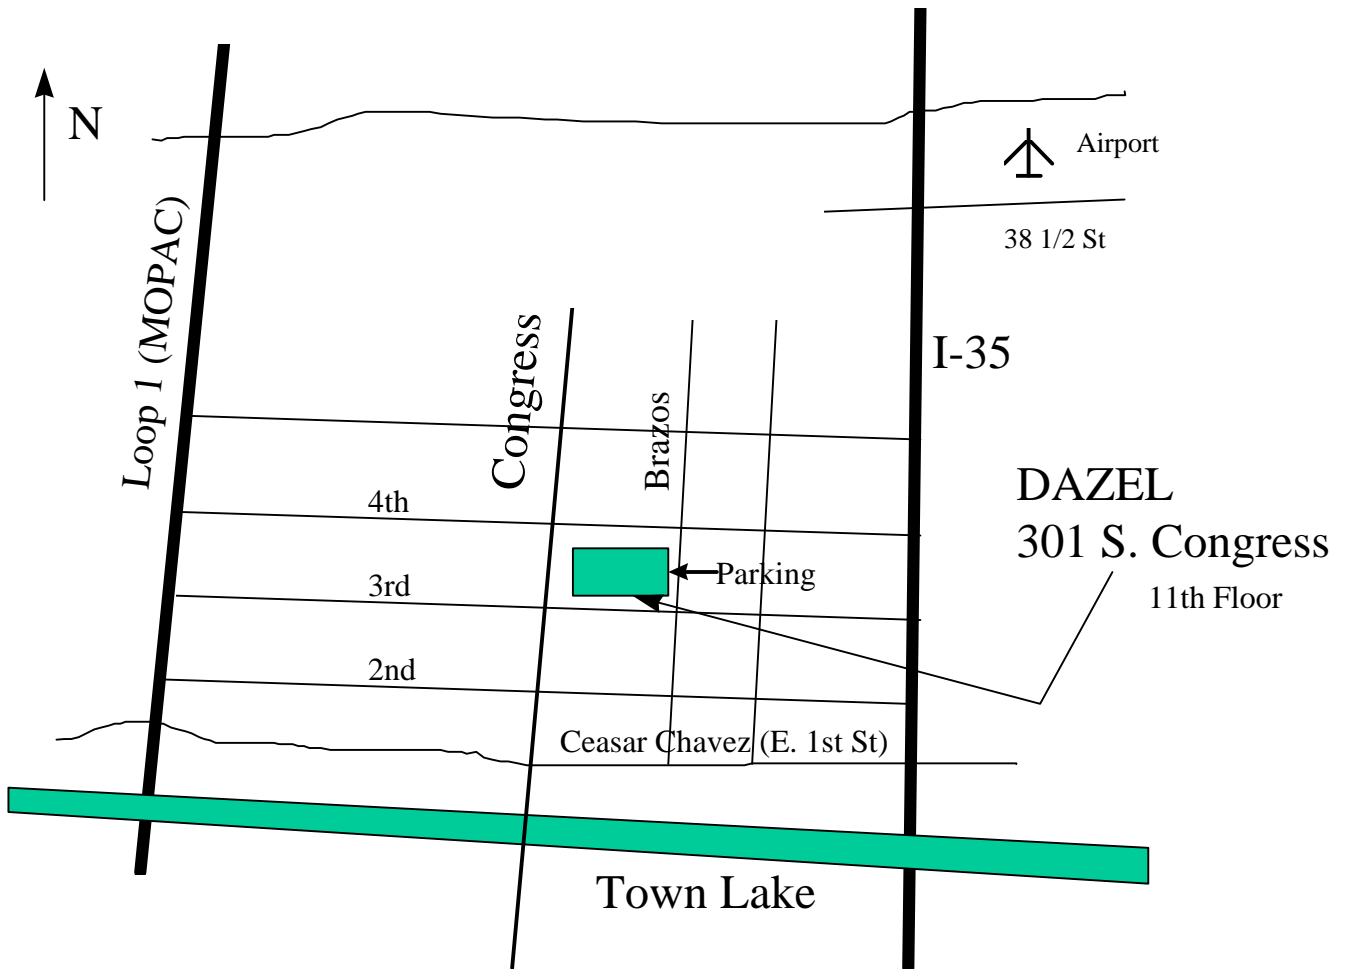 N
Airport
38 1/2 St
Loop 1 (MOPAC)
Congress
Brazos
I-35
4th
DAZEL
301 S. Congress
11th Floor
Parking
3rd
2nd
Ceasar Chavez (E. 1st St)
Town Lake